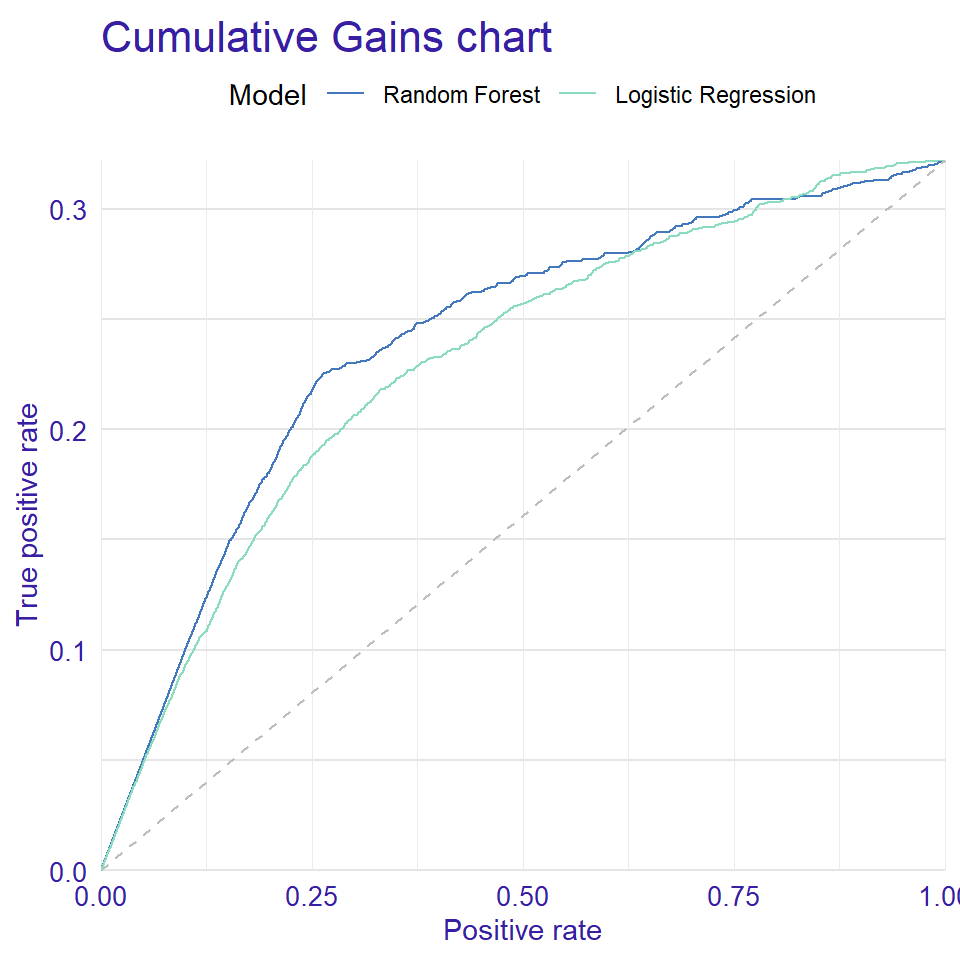 Cumulative Gains chart
Model Random Forest Logistic Regression
True positive rate
0.3
0.2
0.1
0.0
0.00 0.25 0.50 0.75 1.00
Positive rate